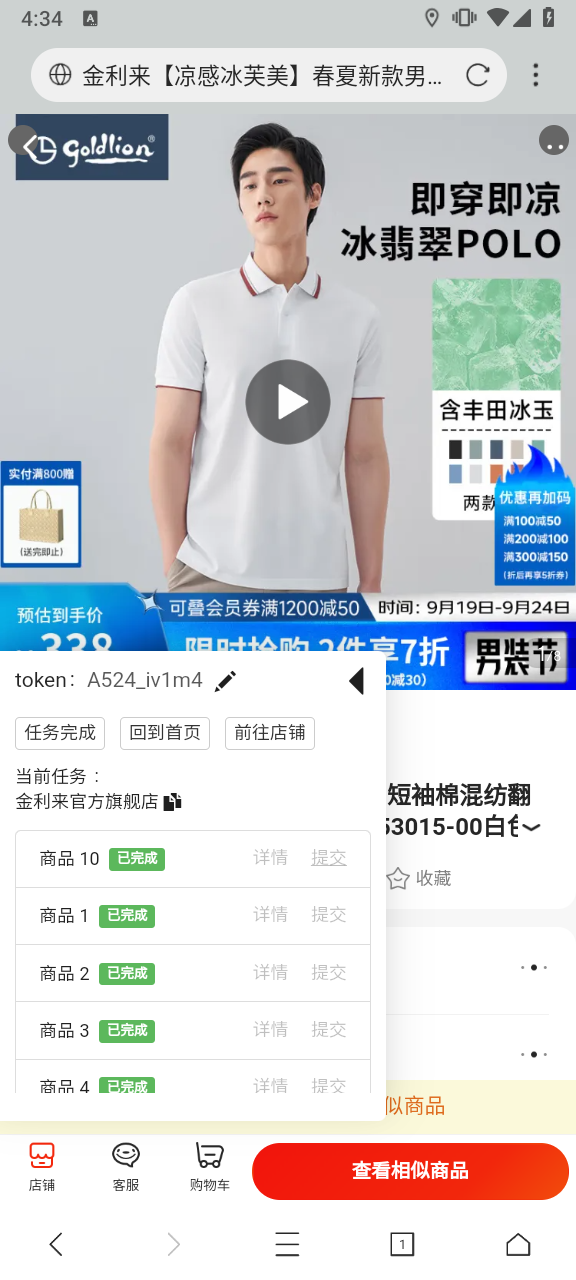 4:34
金利来【凉感冰芙美】春夏新款男...
Goldlion
即穿即凉
冰翡翠POLO
含丰田冰玉
两款
实付满800赠
(送完即止)
优惠再加码
满100减50
满200减100
满300减150
(折后再享5折券)
预估到手价
338
可叠会员券满1200减50
时间：9月19日-9月24日
限时抢购 2件享7折
男装节
1/8
token： A524_iv1m4
任务完成
回到首页
前往店铺
当前任务：
金利来官方旗舰店
短袖棉混纺翻
53015-00白色
收藏
商品 10 已完成 详情 提交
商品 1 已完成 详情 提交
商品 2 已完成 详情 提交
商品 3 已完成 详情 提交
商品 4 已完成 详情 提交
似商品
店铺
客服
购物车
查看相似商品
1